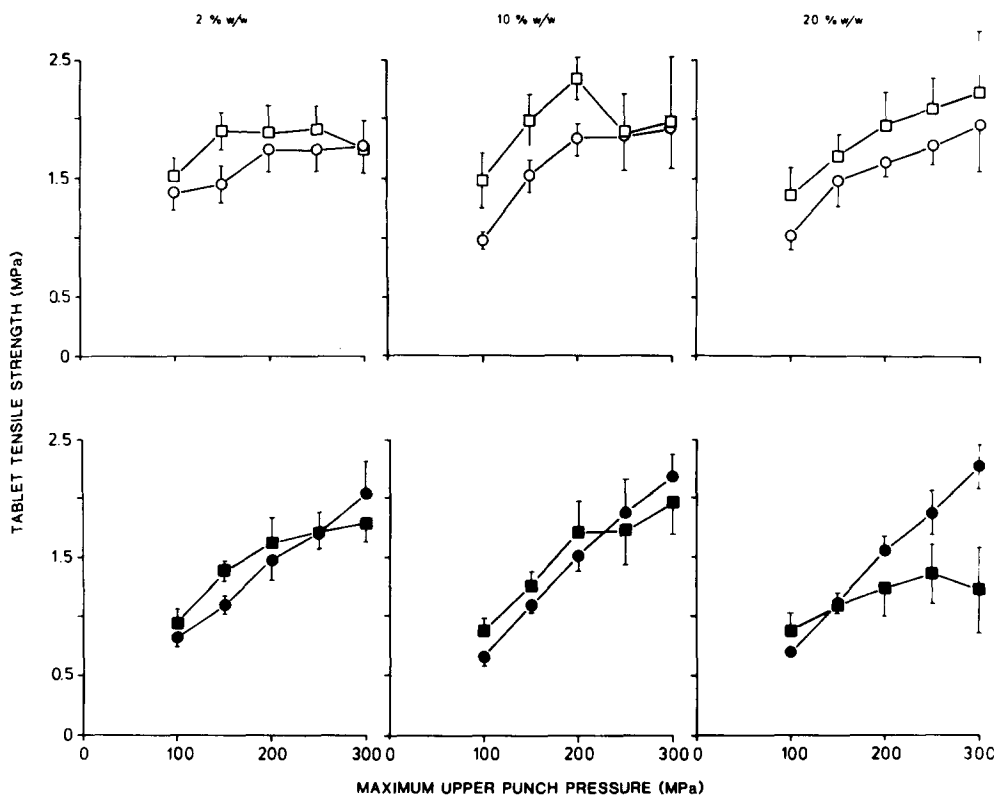 2 % w/w 10 % w/w 20 % w/w
2.5
1.5
0.5
0
TABLET TENSILE STRENGTH (MPa)
2.5
1.5
0.5
0
0 100 200 300 0 100 200 300 0 100 200 300
MAXIMUM UPPER PUNCH PRESSURE (MPa)